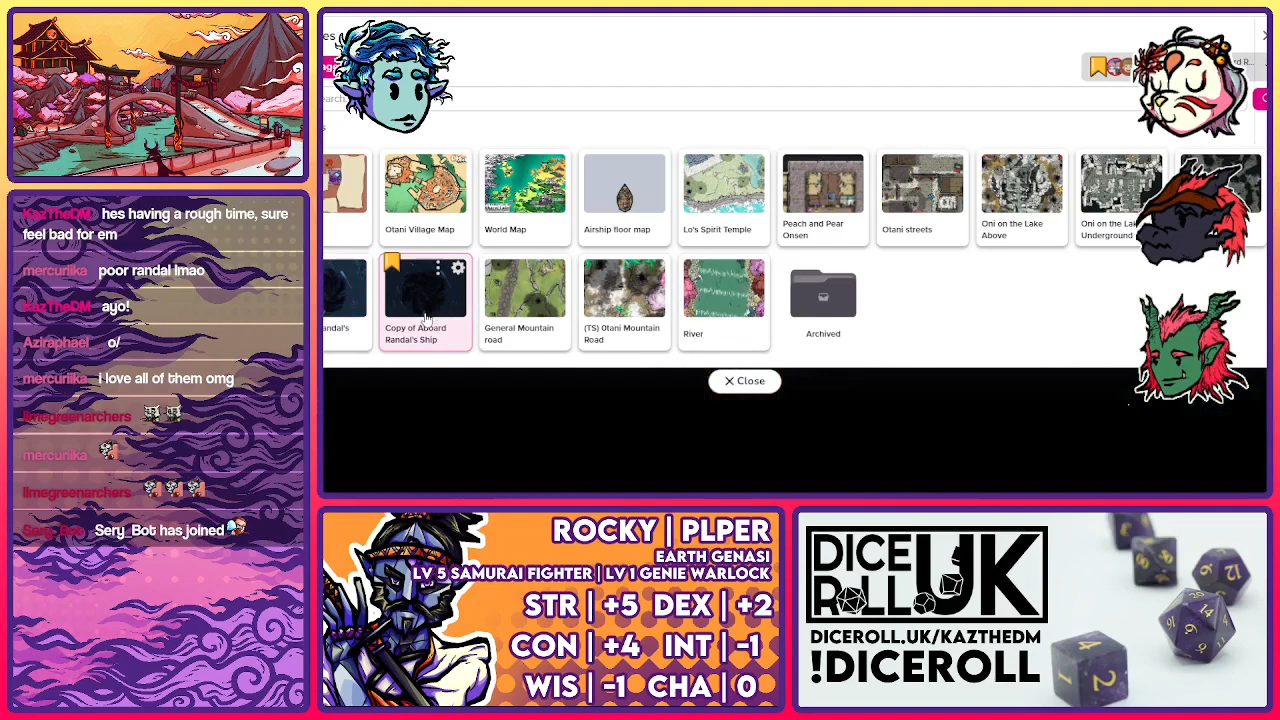 KazTheDM hes having a rough time, sure
feel bad for em
mercuriika poor randal lmao
KazTheDM ayo!
Aziraphael o/
mercuriika i love all of them omg
limegreenarchers
mercuriika
limegreenarchers
Sery_Bot Sery_Bot has joined
es
Otani Village Map
World Map
Airship floor map
Lo's Spirit Temple
Peach and Pear
Onsen
Otani streets
Oni on the Lake
Above
Oni on the Lake
Underground
andal's
Copy of Aboard
Randal's Ship
General Mountain
road
(TS) Otani Mountain
Road
River
Archived
Close
ROCKY | PLPER
EARTH GENASI
LV 5 SAMURAI FIGHTER | LV 1 GENIE WARLOCK
STR | +5 DEX | +2
CON | +4 INT | -1
WIS | -1 CHA | 0
DICE
ROLL UK
DICEROLL.UK/KAZTHEDM
!DICEROLL